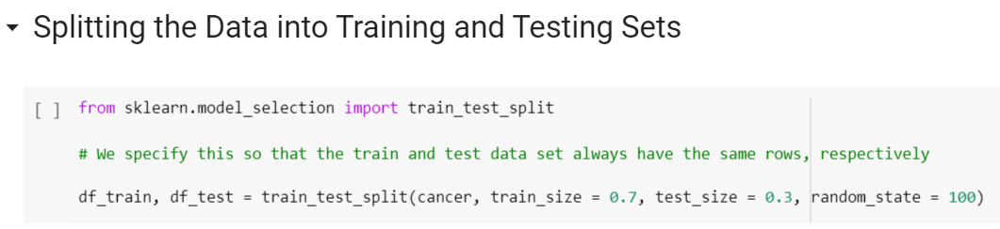 Splitting the Data into Training and Testing Sets
[ ] from sklearn.model_selection import train_test_split
# We specify this so that the train and test data set always have the same rows, respectively
df_train, df_test = train_test_split(cancer, train_size = 0.7, test_size = 0.3, random_state = 100)